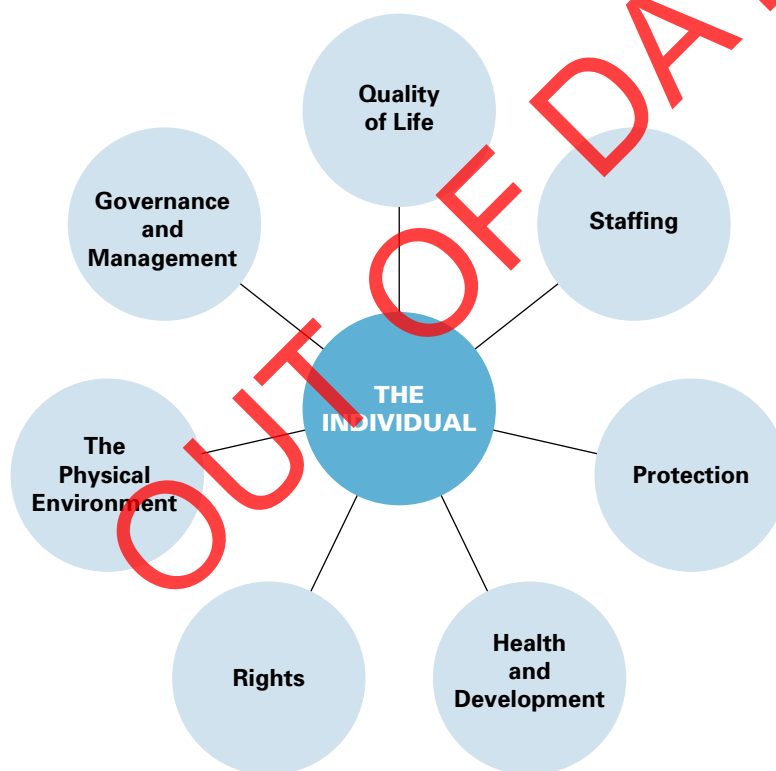 Quality
of Life
Governance
and
Management
Staffing
THE
INDIVIDUAL
The
Physical
Environment
Protection
Rights
Health
and
Development
OUT OF DAT